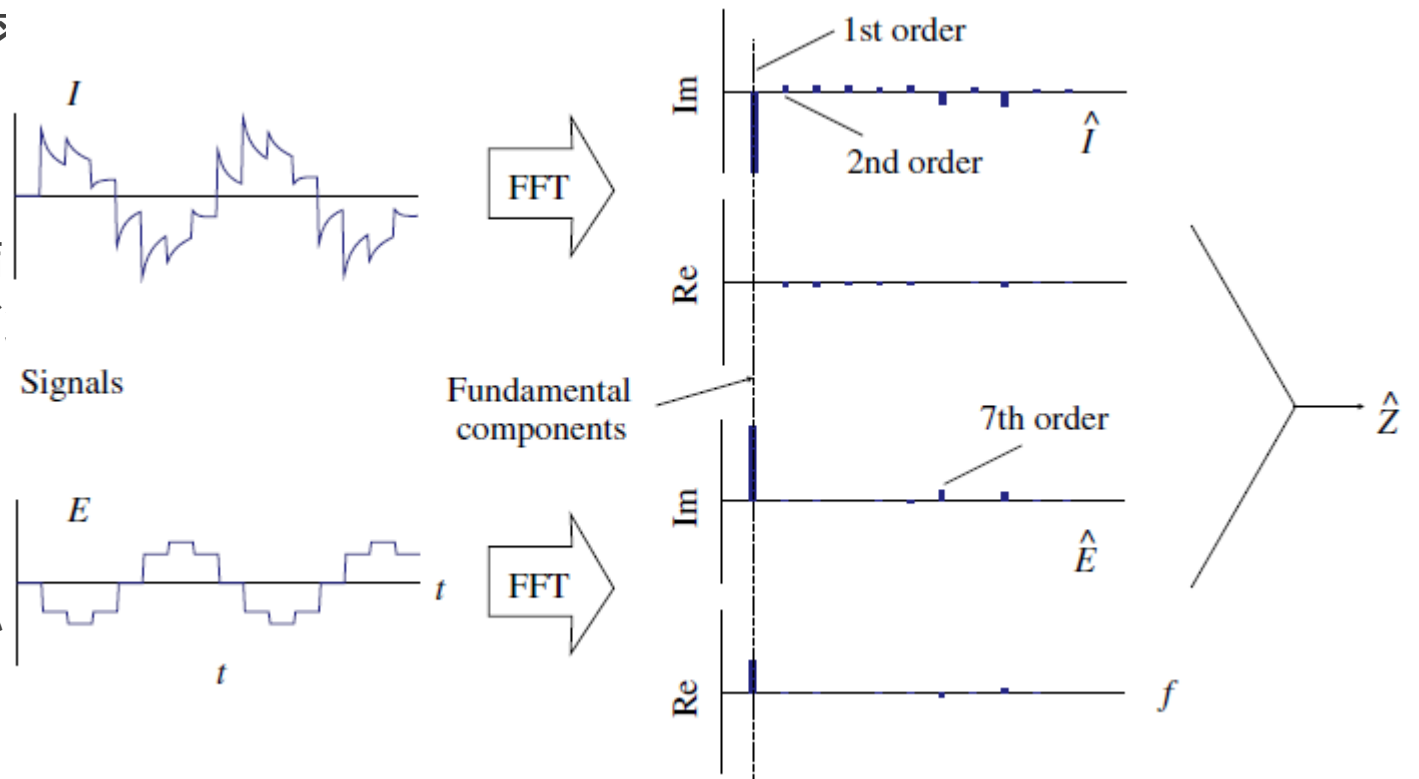 I
FFT
Im
1st order
2nd order
Î
Re
Signals
Fundamental
components
7th order
Ẑ
E
t
t
FFT
Im
Ê
Re
f